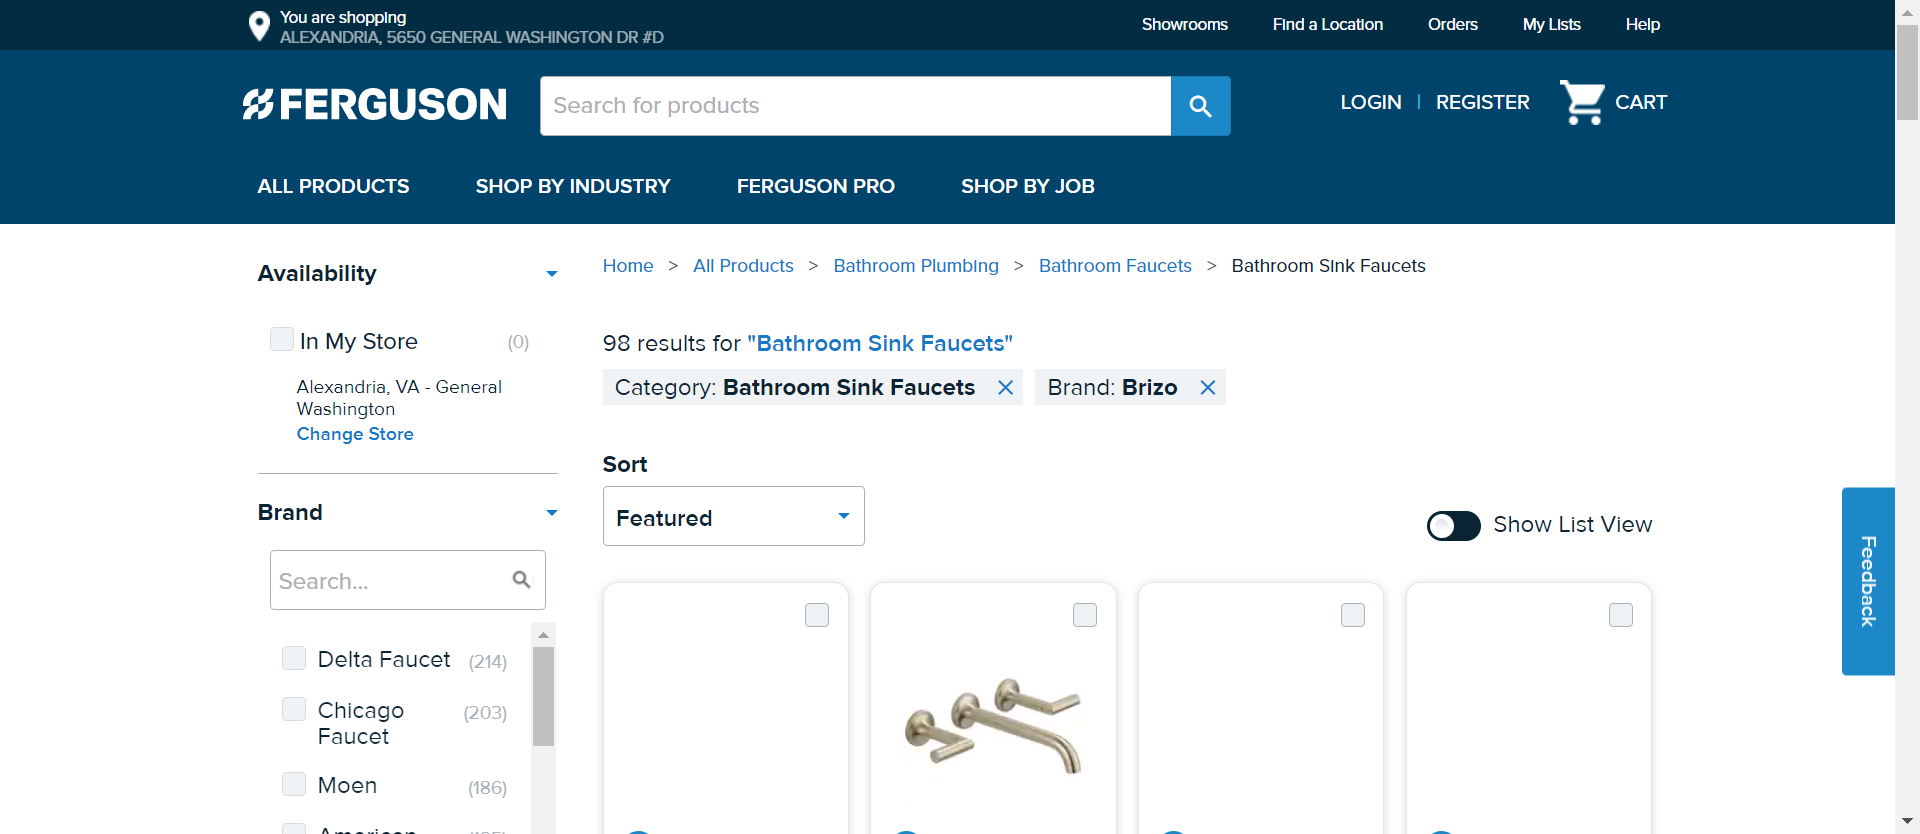 You are shopping
ALEXANDRIA, 5650 GENERAL WASHINGTON DR #D
Showrooms
Find a Location
Orders
My Lists
Help
FERGUSON
Search for products
LOGIN
REGISTER
CART
ALL PRODUCTS
SHOP BY INDUSTRY
FERGUSON PRO
SHOP BY JOB
Availability
In My Store (0)
Alexandria, VA - General
Washington
Change Store
Brand
Search...
Delta Faucet (214)
Chicago (203)
Faucet
Moen (186)
Home > All Products > Bathroom Plumbing > Bathroom Faucets > Bathroom Sink Faucets
98 results for "Bathroom Sink Faucets"
Category: Bathroom Sink Faucets
Brand: Brizo
Sort
Featured
Show List View
Feedback